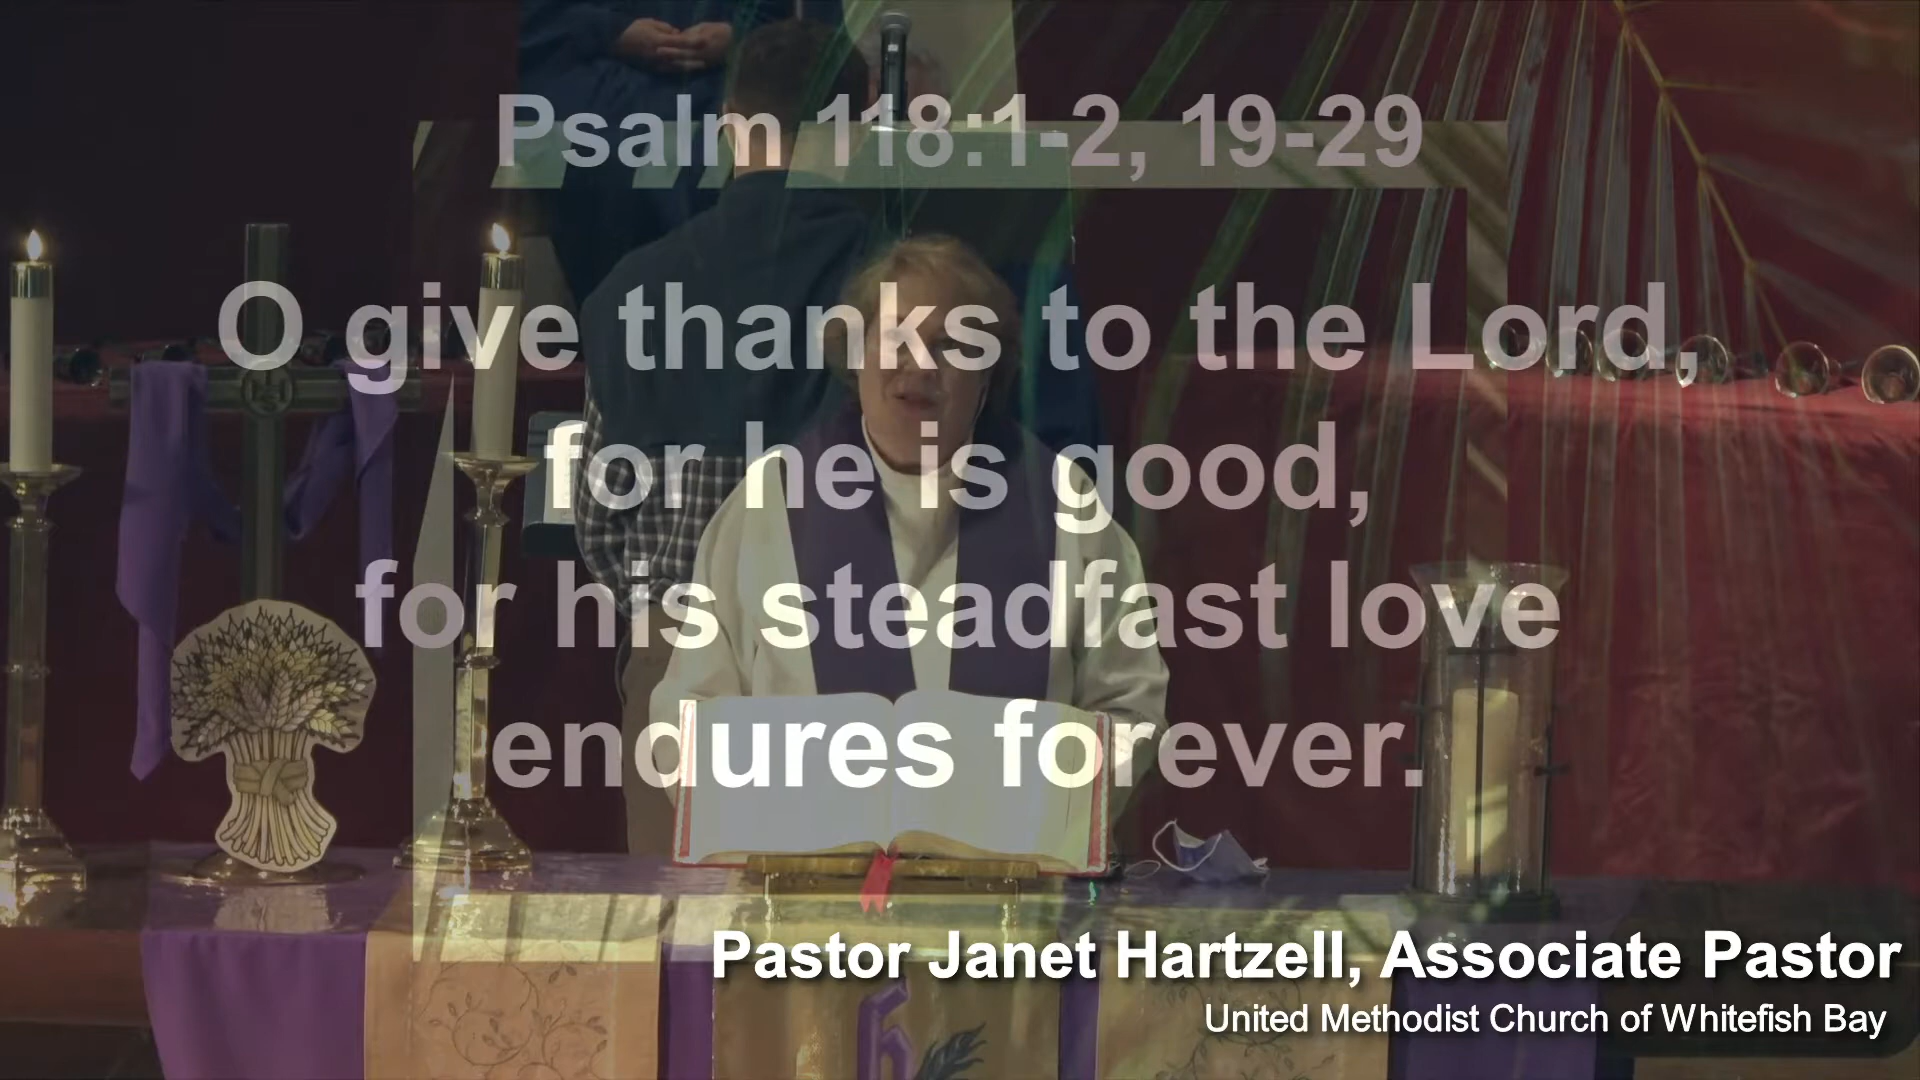 Psalm 118:1-2, 19-29
O give thanks to the Lord,
for he is good,
for his steadfast love
endures forever.
Pastor Janet Hartzell, Associate Pastor
United Methodist Church of Whitefish Bay